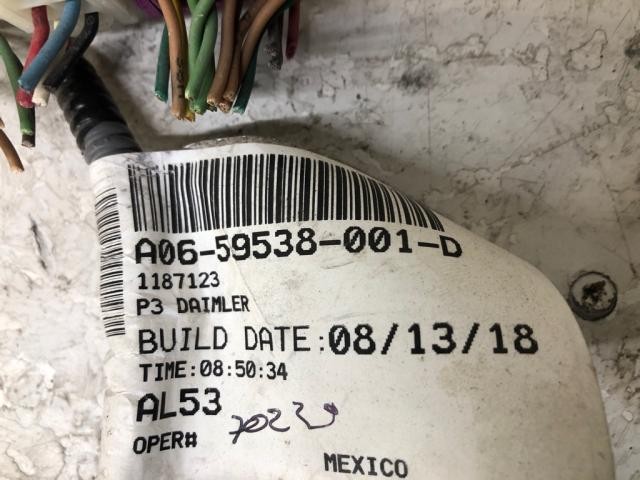 A06-59538-001-D
1187123
P3 DAIMLER
BUILD DATE:08/13/18
TIME:08:50:34
AL53
OPER#
MEXICO